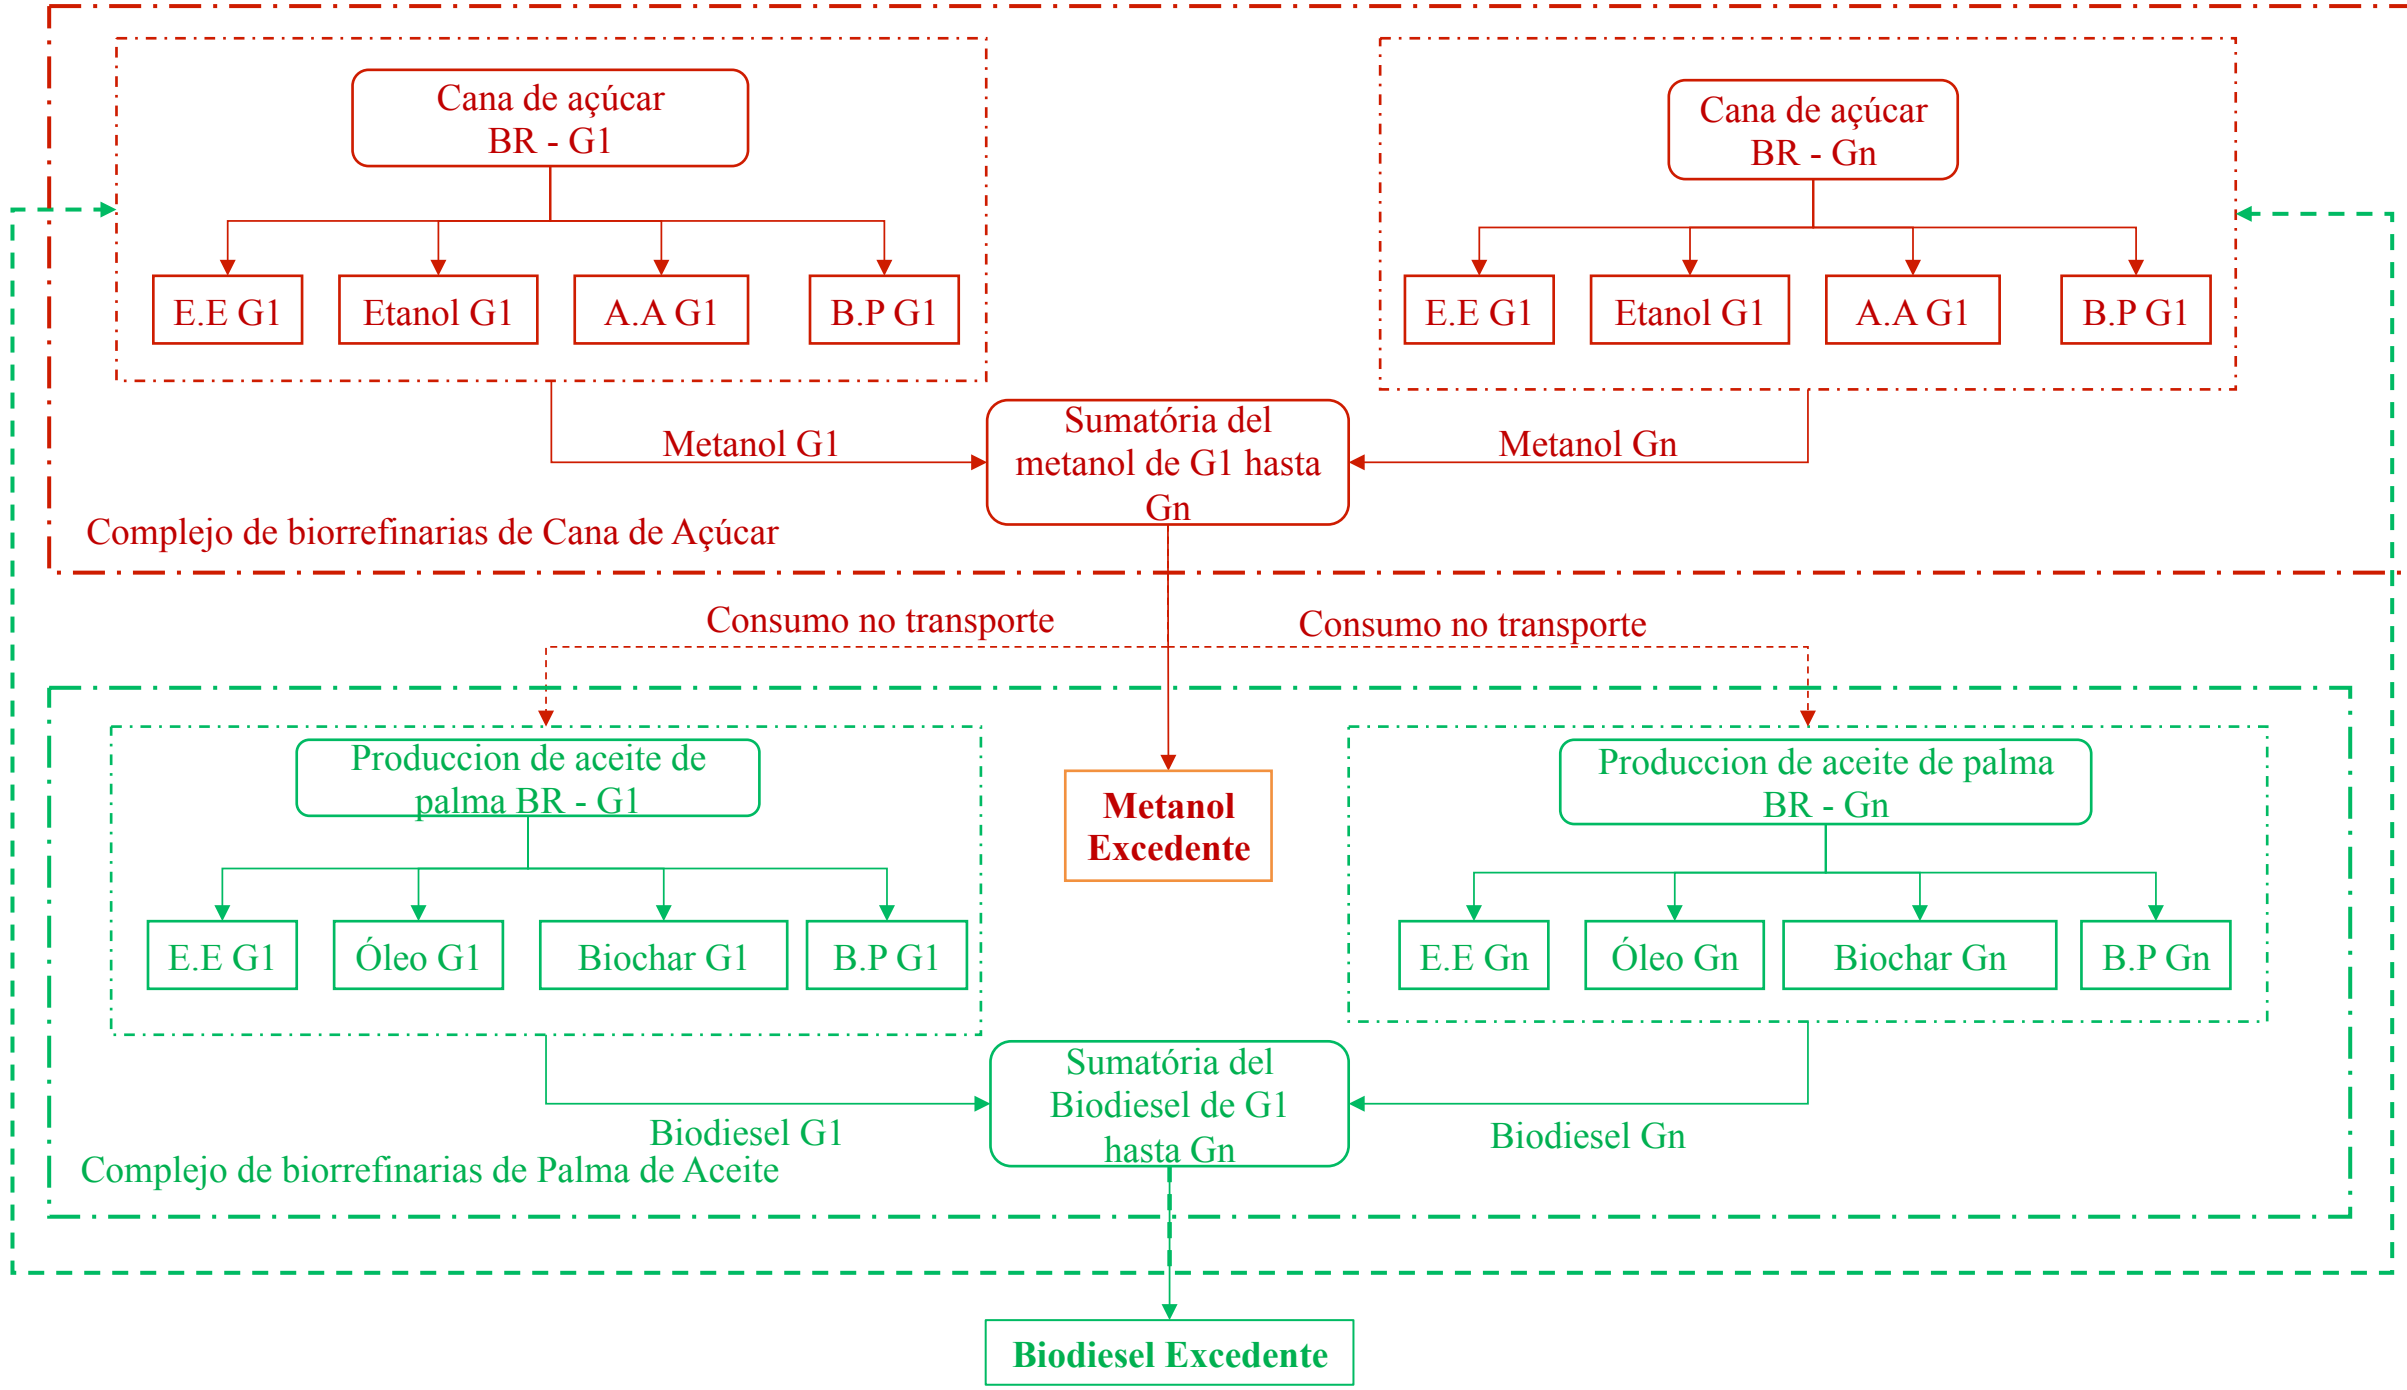 Cana de açúcar
BR - G1
E.E G1
Etanol G1
A.A G1
B.P G1
Cana de açúcar
BR - Gn
E.E G1
Etanol G1
A.A G1
B.P G1
Metanol G1
Sumatória del
metanol de G1 hasta
Gn
Metanol Gn
Complejo de biorrefinarias de Cana de Açúcar
Consumo no transporte
Consumo no transporte
Produccion de aceite de
palma BR - G1
E.E G1
Óleo G1
Biochar G1
B.P G1
Metanol
Excedente
Produccion de aceite de palma
BR - Gn
E.E Gn
Óleo Gn
Biochar Gn
B.P Gn
Biodiesel G1
Sumatória del
Biodiesel de G1
hasta Gn
Biodiesel Gn
Complejo de biorrefinarias de Palma de Aceite
Biodiesel Excedente